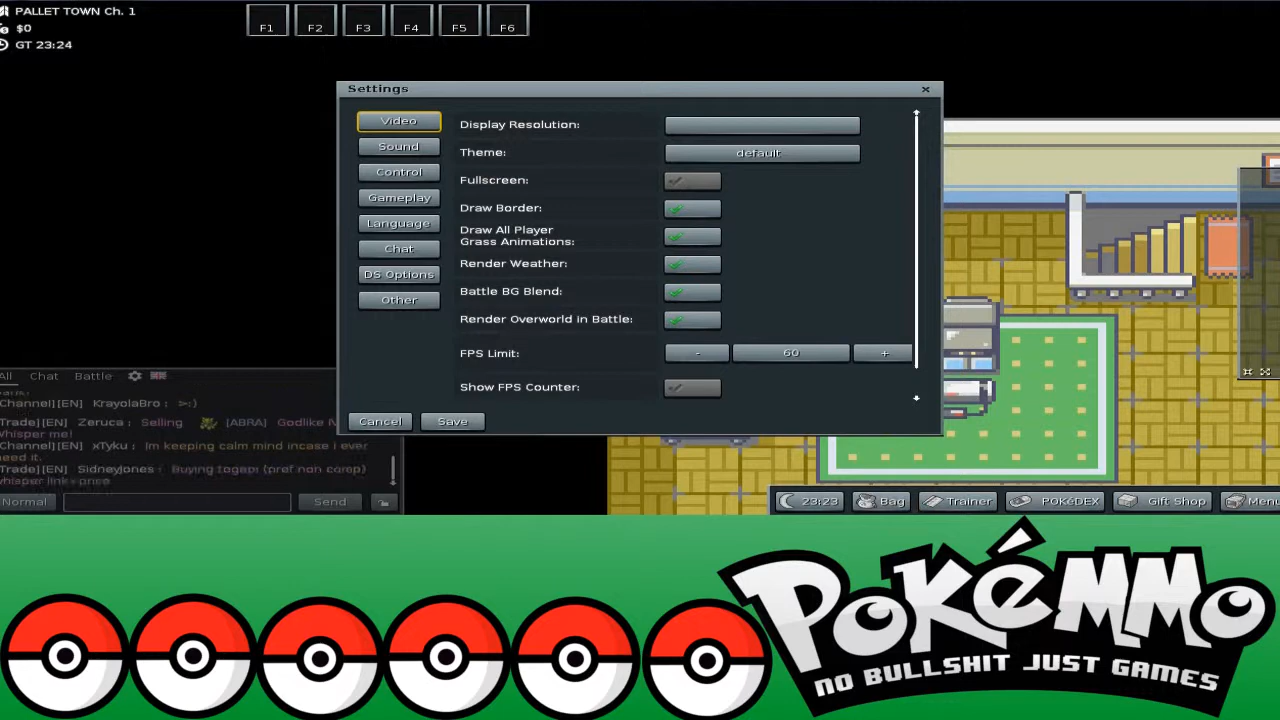 PALLET TOWN Ch. 1
$0
GT 23:24
F1 F2 F3 F4 F5 F6
Settings
Video
Sound
Control
Gameplay
Language
Chat
DS Options
Other
Display Resolution:
Theme: default
Fullscreen:
Draw Border:
Draw All Player
Grass Animations:
Render Weather:
Battle BG Blend:
Render Overworld in Battle:
FPS Limit: - 60 +
Show FPS Counter:
Cancel Save
All Chat Battle
Channel][EN] KrayolaBro : >:)
Trade][EN] Zeruca: Selling [ABRA] Godlike N
Whisper me!
Channel][EN] xTyku : Im keeping calm mind incase I ever
need it.
Trade][EN] SidneyJones : Buying togepi (pref non comp)
whisper link+price
Normal Send
23:23 Bag Trainer POKéDEX Gift Shop Menu
PokéMMO
NO BULLSHIT JUST GAMES